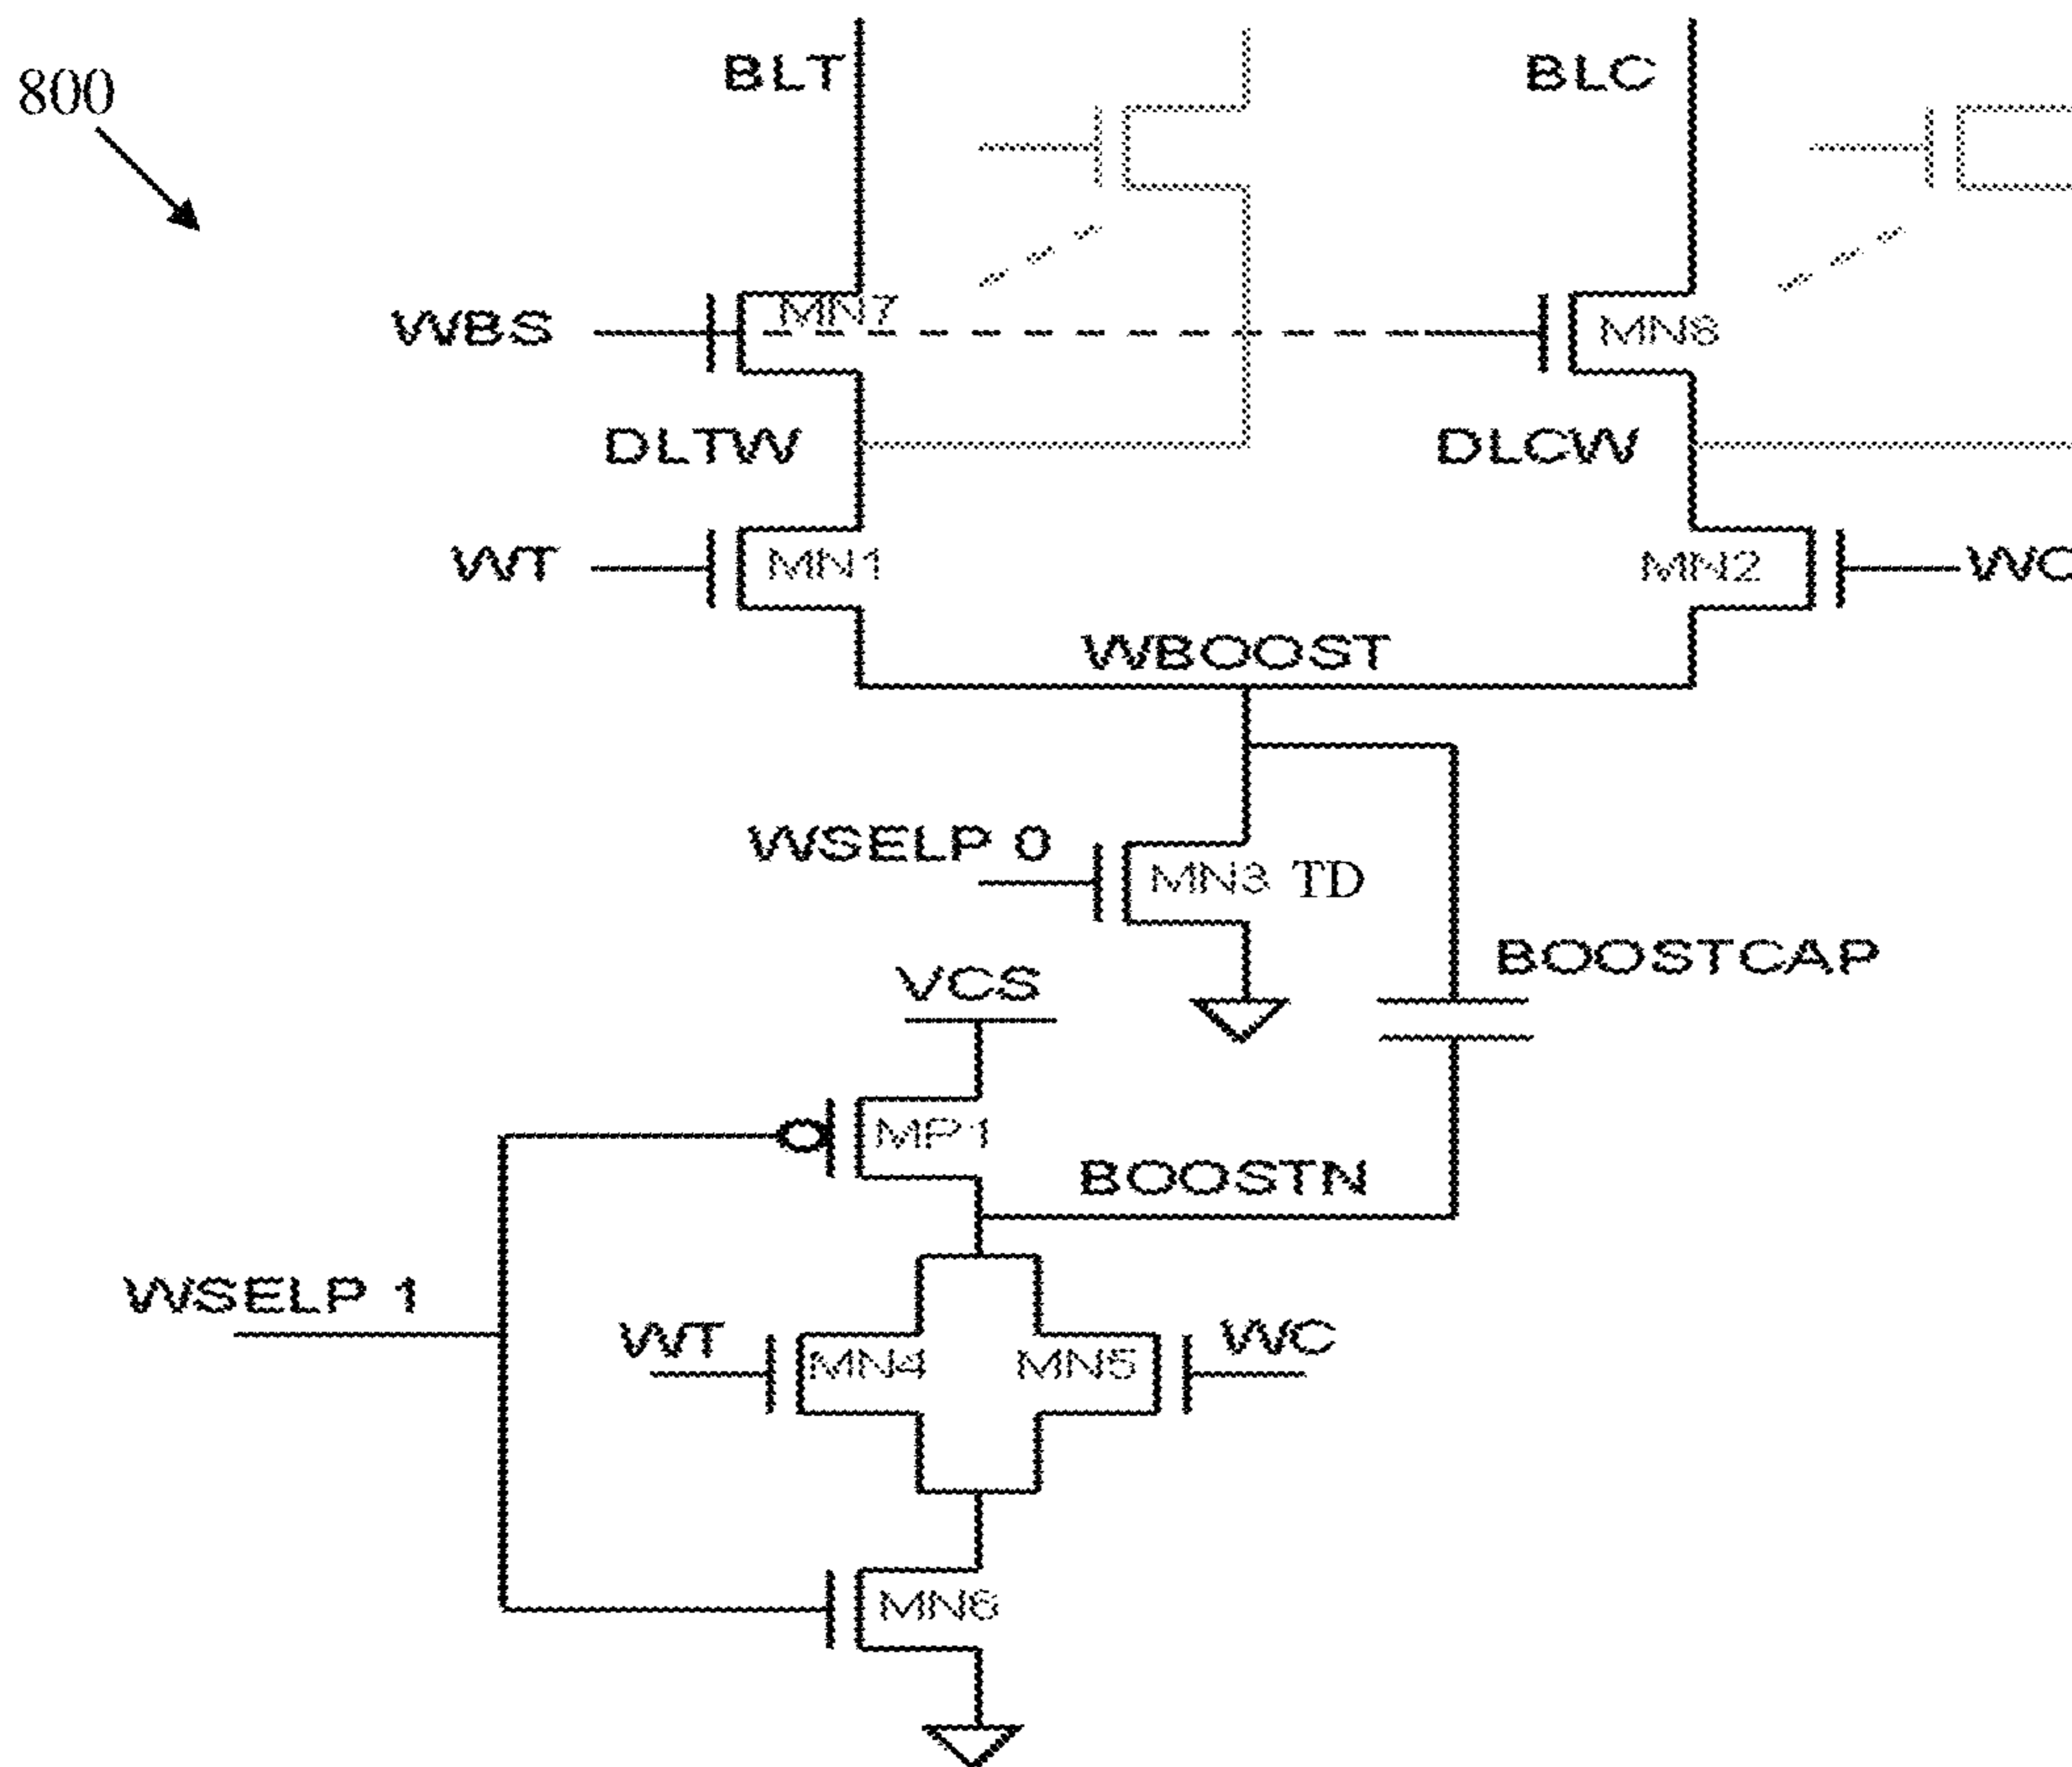 800
BLT
BLC
WBS
MN7
MN8
DLTW
DLCW
WT
MN1
MN2
WC
WBOOST
WSELP 0
MN3 TD
BOOSTCAP
VCS
MP1
BOOSTN
WSELP 1
WT
MN4
MN5
WC
MN6